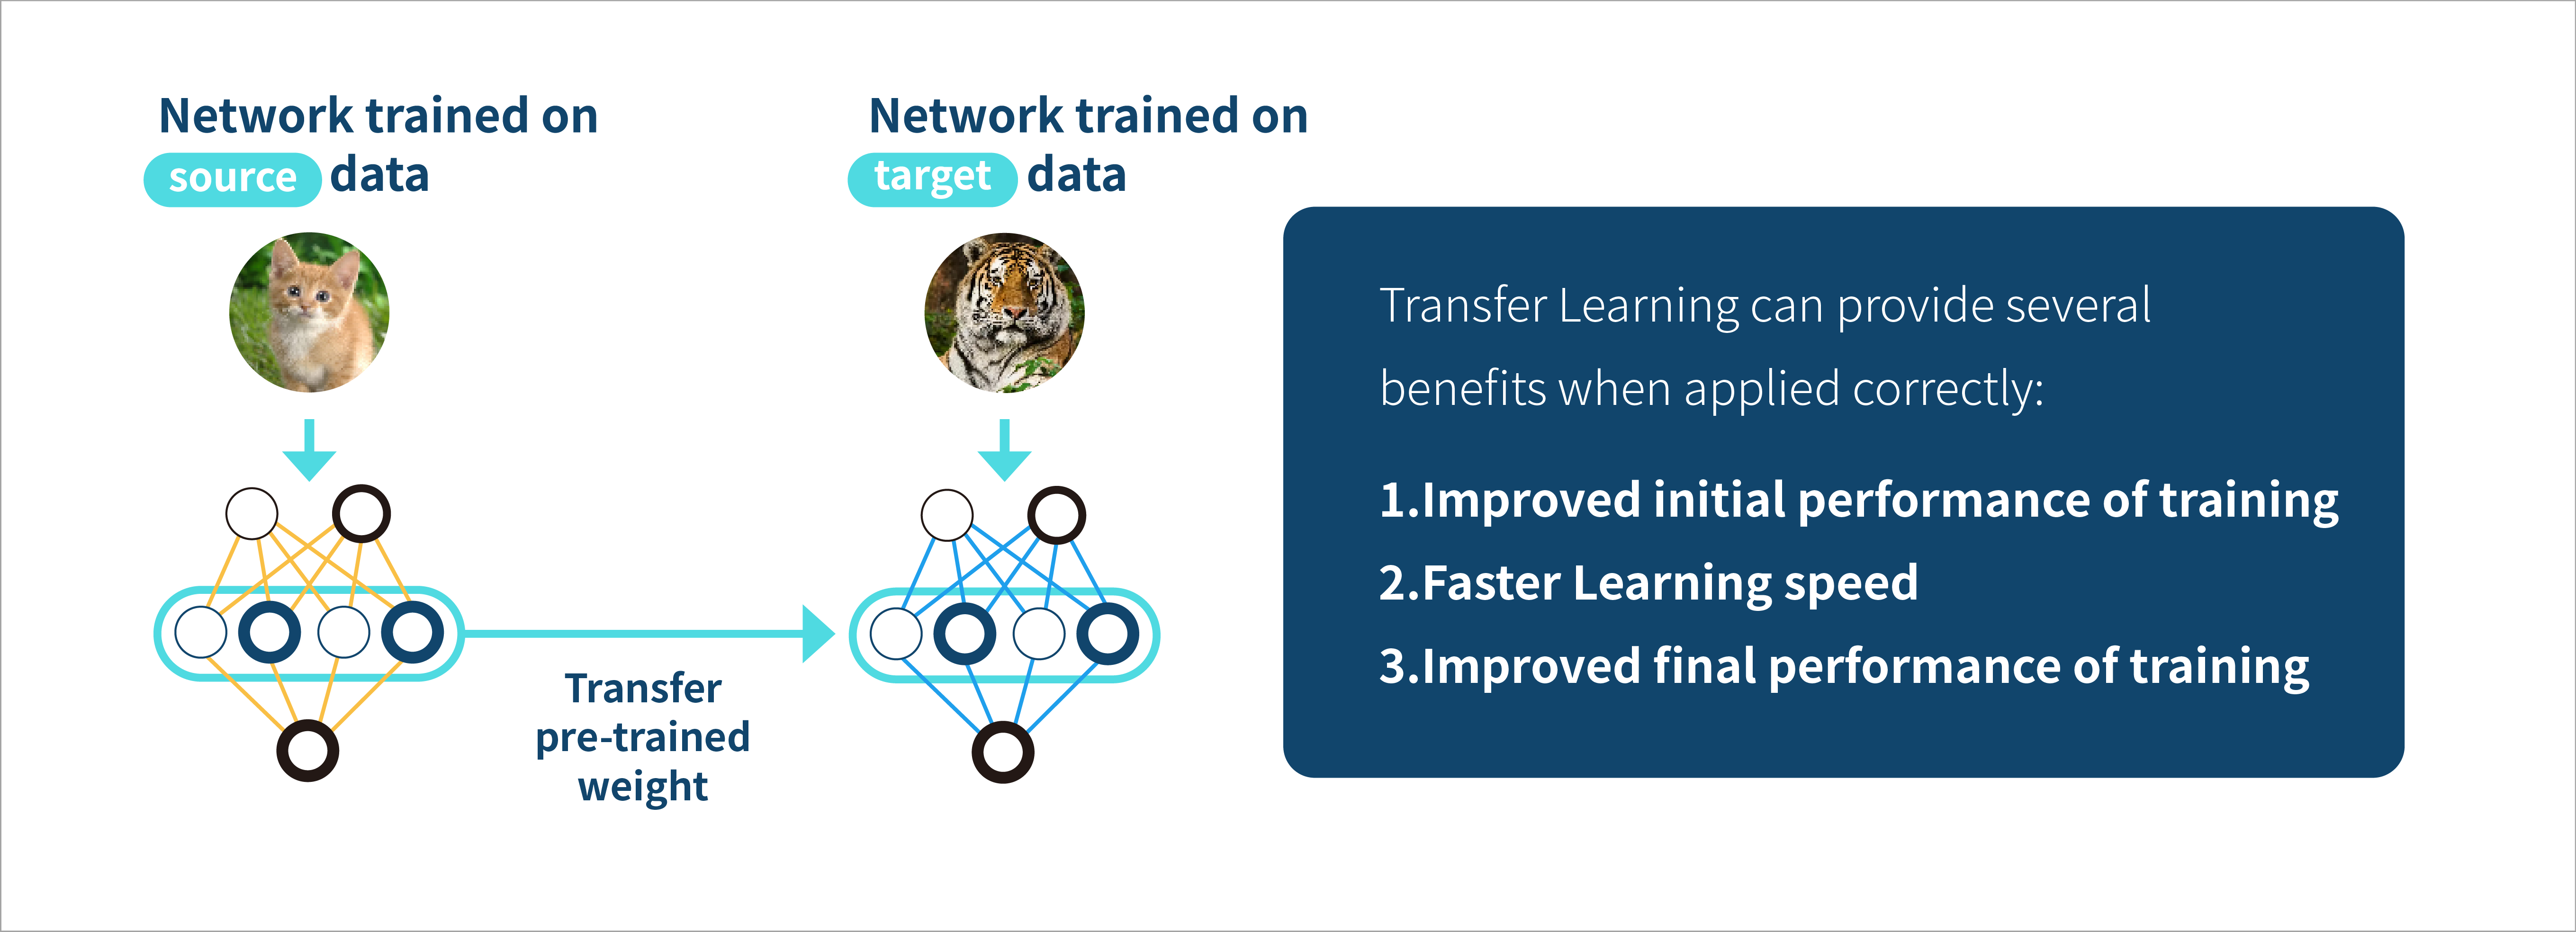 Network trained on
source data
Network trained on
target data
Transfer
pre-trained
weight
Transfer Learning can provide several
benefits when applied correctly:
1.Improved initial performance of training
2.Faster Learning speed
3.Improved final performance of training